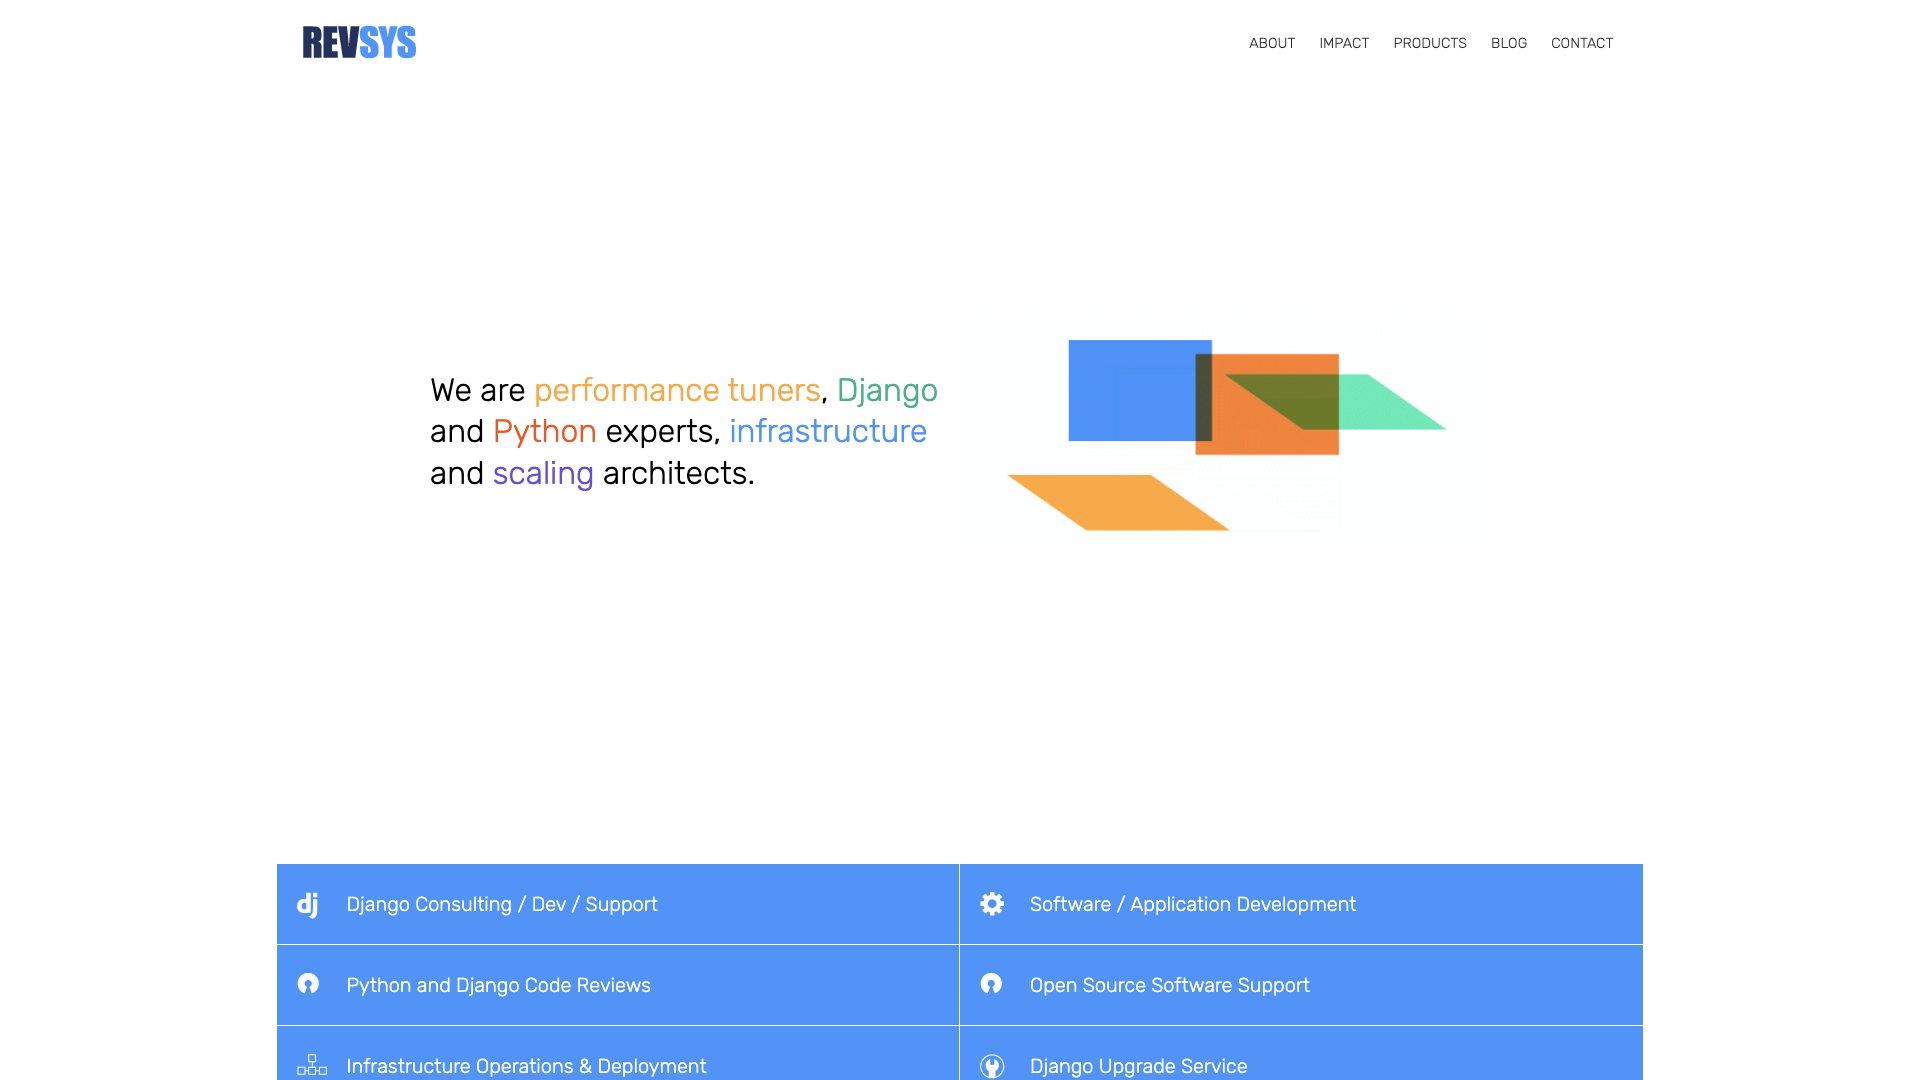 REVSYS
ABOUT IMPACT PRODUCTS BLOG CONTACT
We are performance tuners, Django
and Python experts, infrastructure
and scaling architects.
dj Django Consulting / Dev / Support
Software / Application Development
Python and Django Code Reviews
Open Source Software Support
Infrastructure Operations & Deployment
Django Upgrade Service